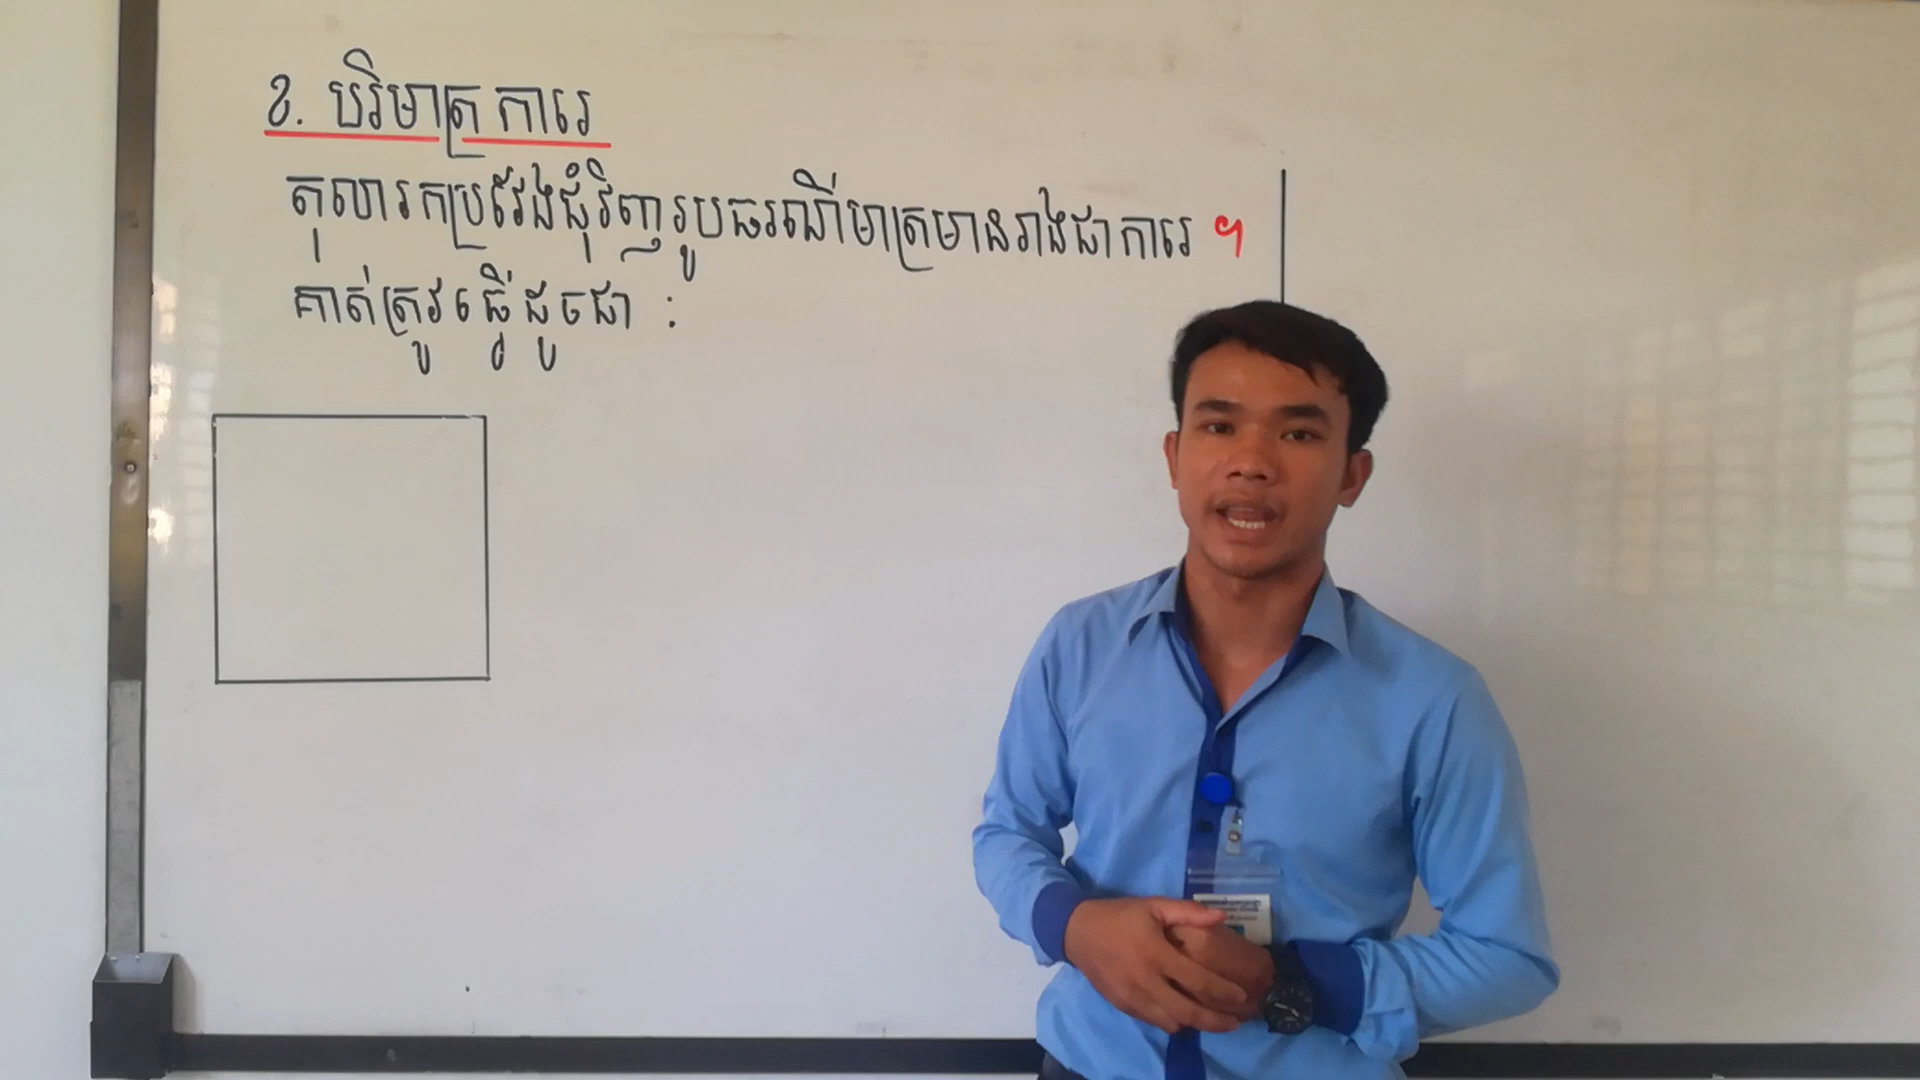 ខ. បរិមាត្រការេ
តុលារកប្រវែងជុំវិញរូបធរណីមាត្រមានរាងជាការេ ។
គាត់ត្រូវធ្វើដូចជា :